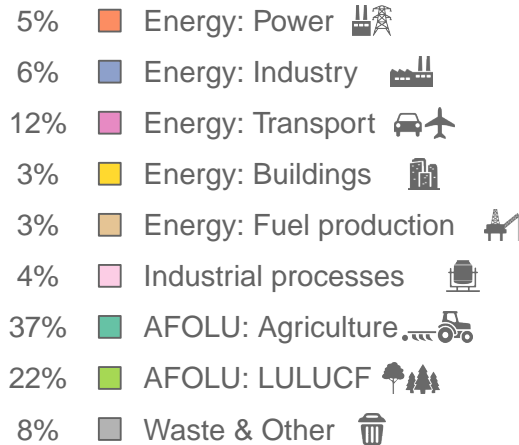 5% Energy: Power
6% Energy: Industry
12% Energy: Transport
3% Energy: Buildings
3% Energy: Fuel production
4% Industrial processes
37% AFOLU: Agriculture
22% AFOLU: LULUCF
8% Waste & Other